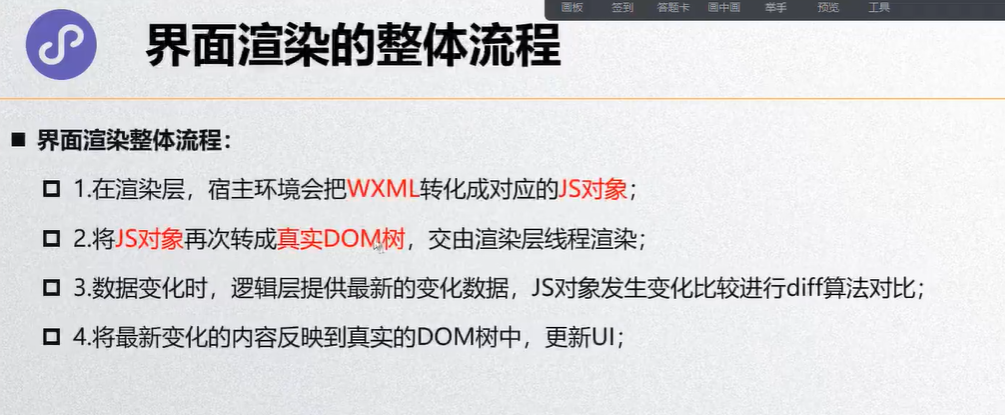 画板 签到 答题卡 画中画 举手 预览 工具
界面渲染的整体流程
界面渲染整体流程：
1.在渲染层，宿主环境会把WXML转化成对应的JS对象；
2.将JS对象再次转成真实DOM树，交由渲染层线程渲染；
3.数据变化时，逻辑层提供最新的变化数据，JS对象发生变化比较进行diff算法对比；
4.将最新变化的内容反映到真实的DOM树中，更新UI；